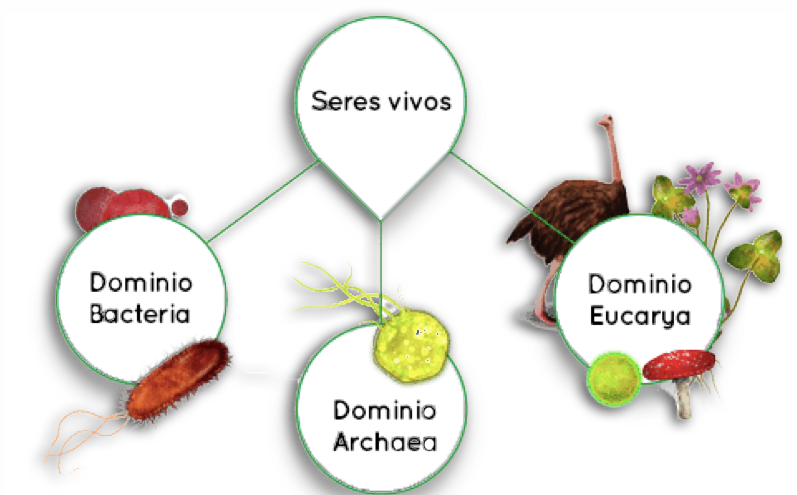 Seres vivos
Dominio
Bacteria
Dominio
Archaea
Dominio
Eucarya